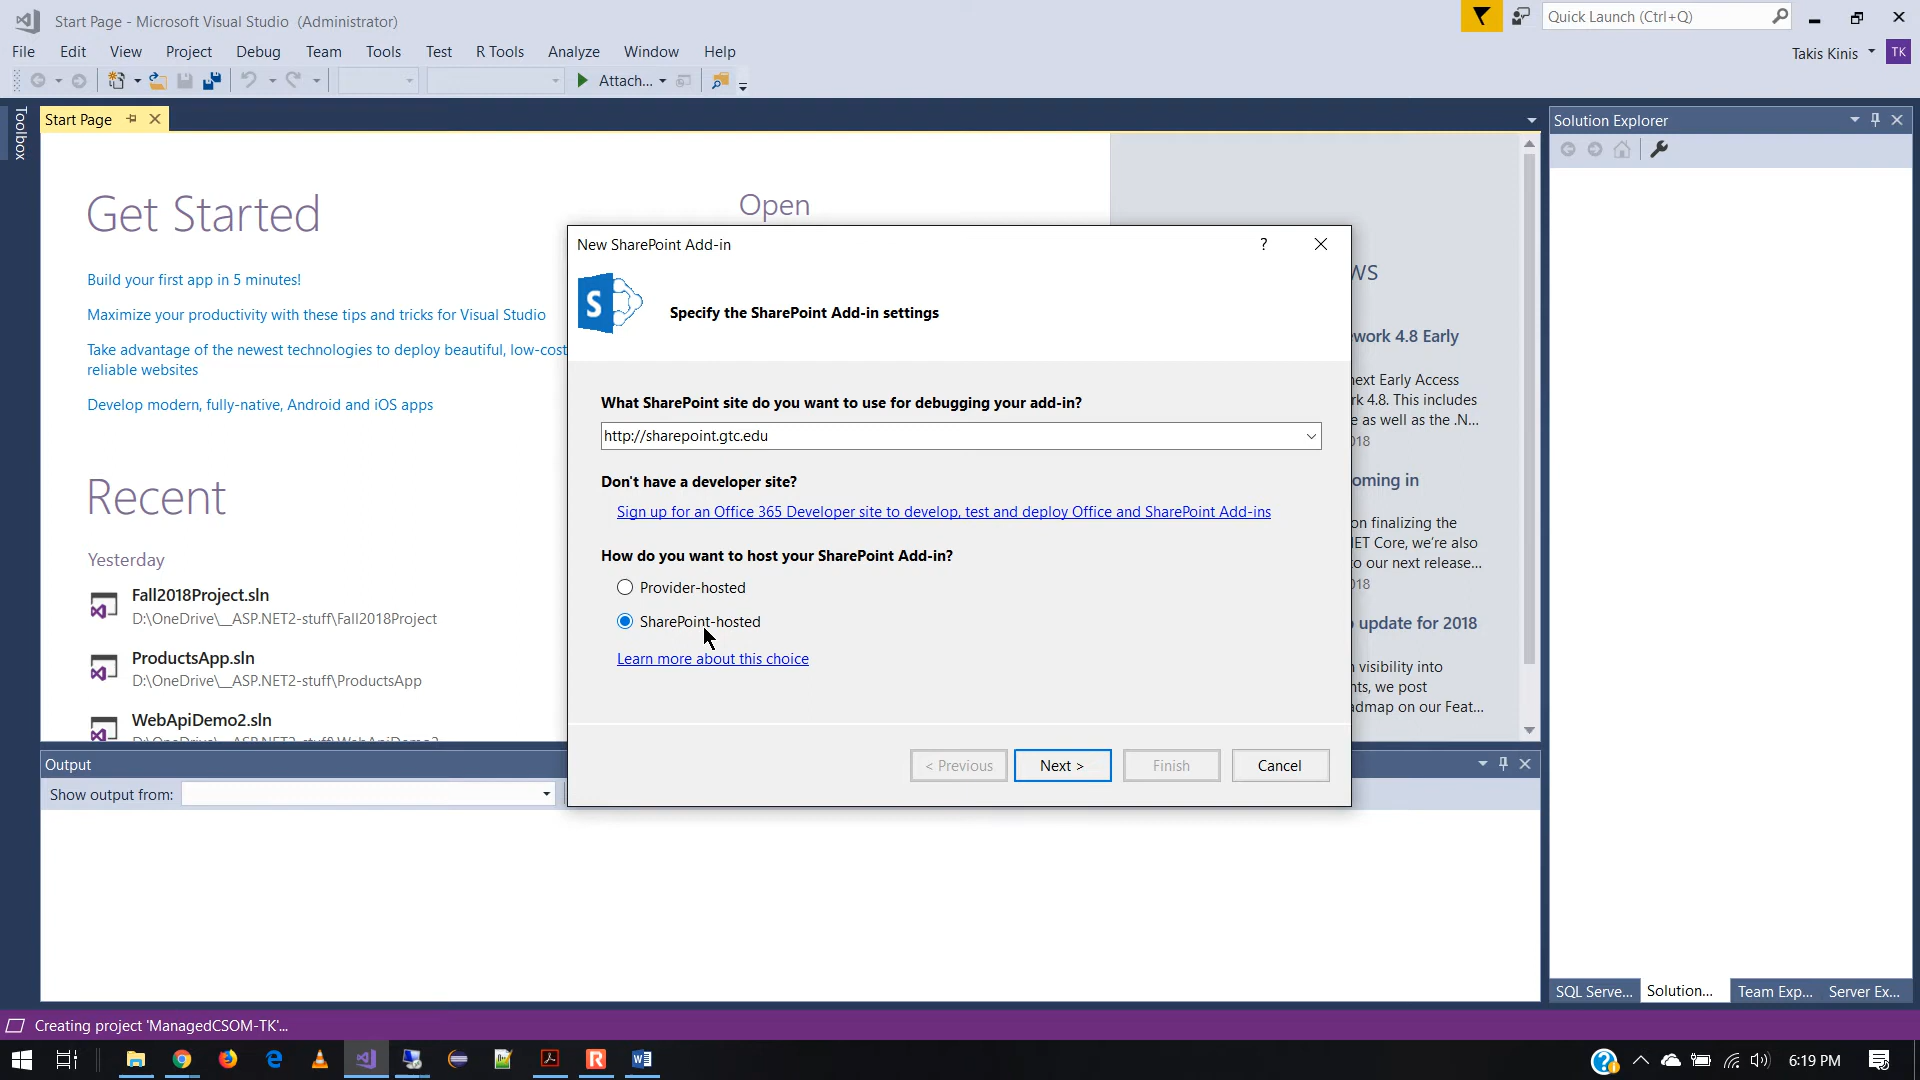 Start Page - Microsoft Visual Studio (Administrator)
Quick Launch (Ctrl+Q)
File Edit View Project Debug Team Tools Test R Tools Analyze Window Help
Takis Kinis TK
Attach...
Toolbox
Start Page
Solution Explorer
Get Started
Open
Build your first app in 5 minutes!
Maximize your productivity with these tips and tricks for Visual Studio
Take advantage of the newest technologies to deploy beautiful, low-cost
reliable websites
Develop modern, fully-native, Android and iOS apps
Recent
Yesterday
Fall2018Project.sln
D:\OneDrive\__ASP.NET2-stuff\Fall2018Project
ProductsApp.sln
D:\OneDrive\__ASP.NET2-stuff\ProductsApp
WebApiDemo2.sln
D:\OneDrive\__ASP.NET2-stuff\WebApiDemo2
New SharePoint Add-in
?
S
Specify the SharePoint Add-in settings
What SharePoint site do you want to use for debugging your add-in?
http://sharepoint.gtc.edu
Don't have a developer site?
Sign up for an Office 365 Developer site to develop, test and deploy Office and SharePoint Add-ins
How do you want to host your SharePoint Add-in?
Provider-hosted
SharePoint-hosted
Learn more about this choice
< Previous Next > Finish Cancel
WS
work 4.8 Early
next Early Access
rk 4.8. This includes
e as well as the .N...
018
oming in
on finalizing the
NET Core, we're also
o our next release...
018
update for 2018
visibility into
nts, we post
admap on our Feat...
Output
Show output from:
SQL Serve... Solution... Team Exp... Server Ex...
Creating project 'ManagedCSOM-TK'...
6:19 PM